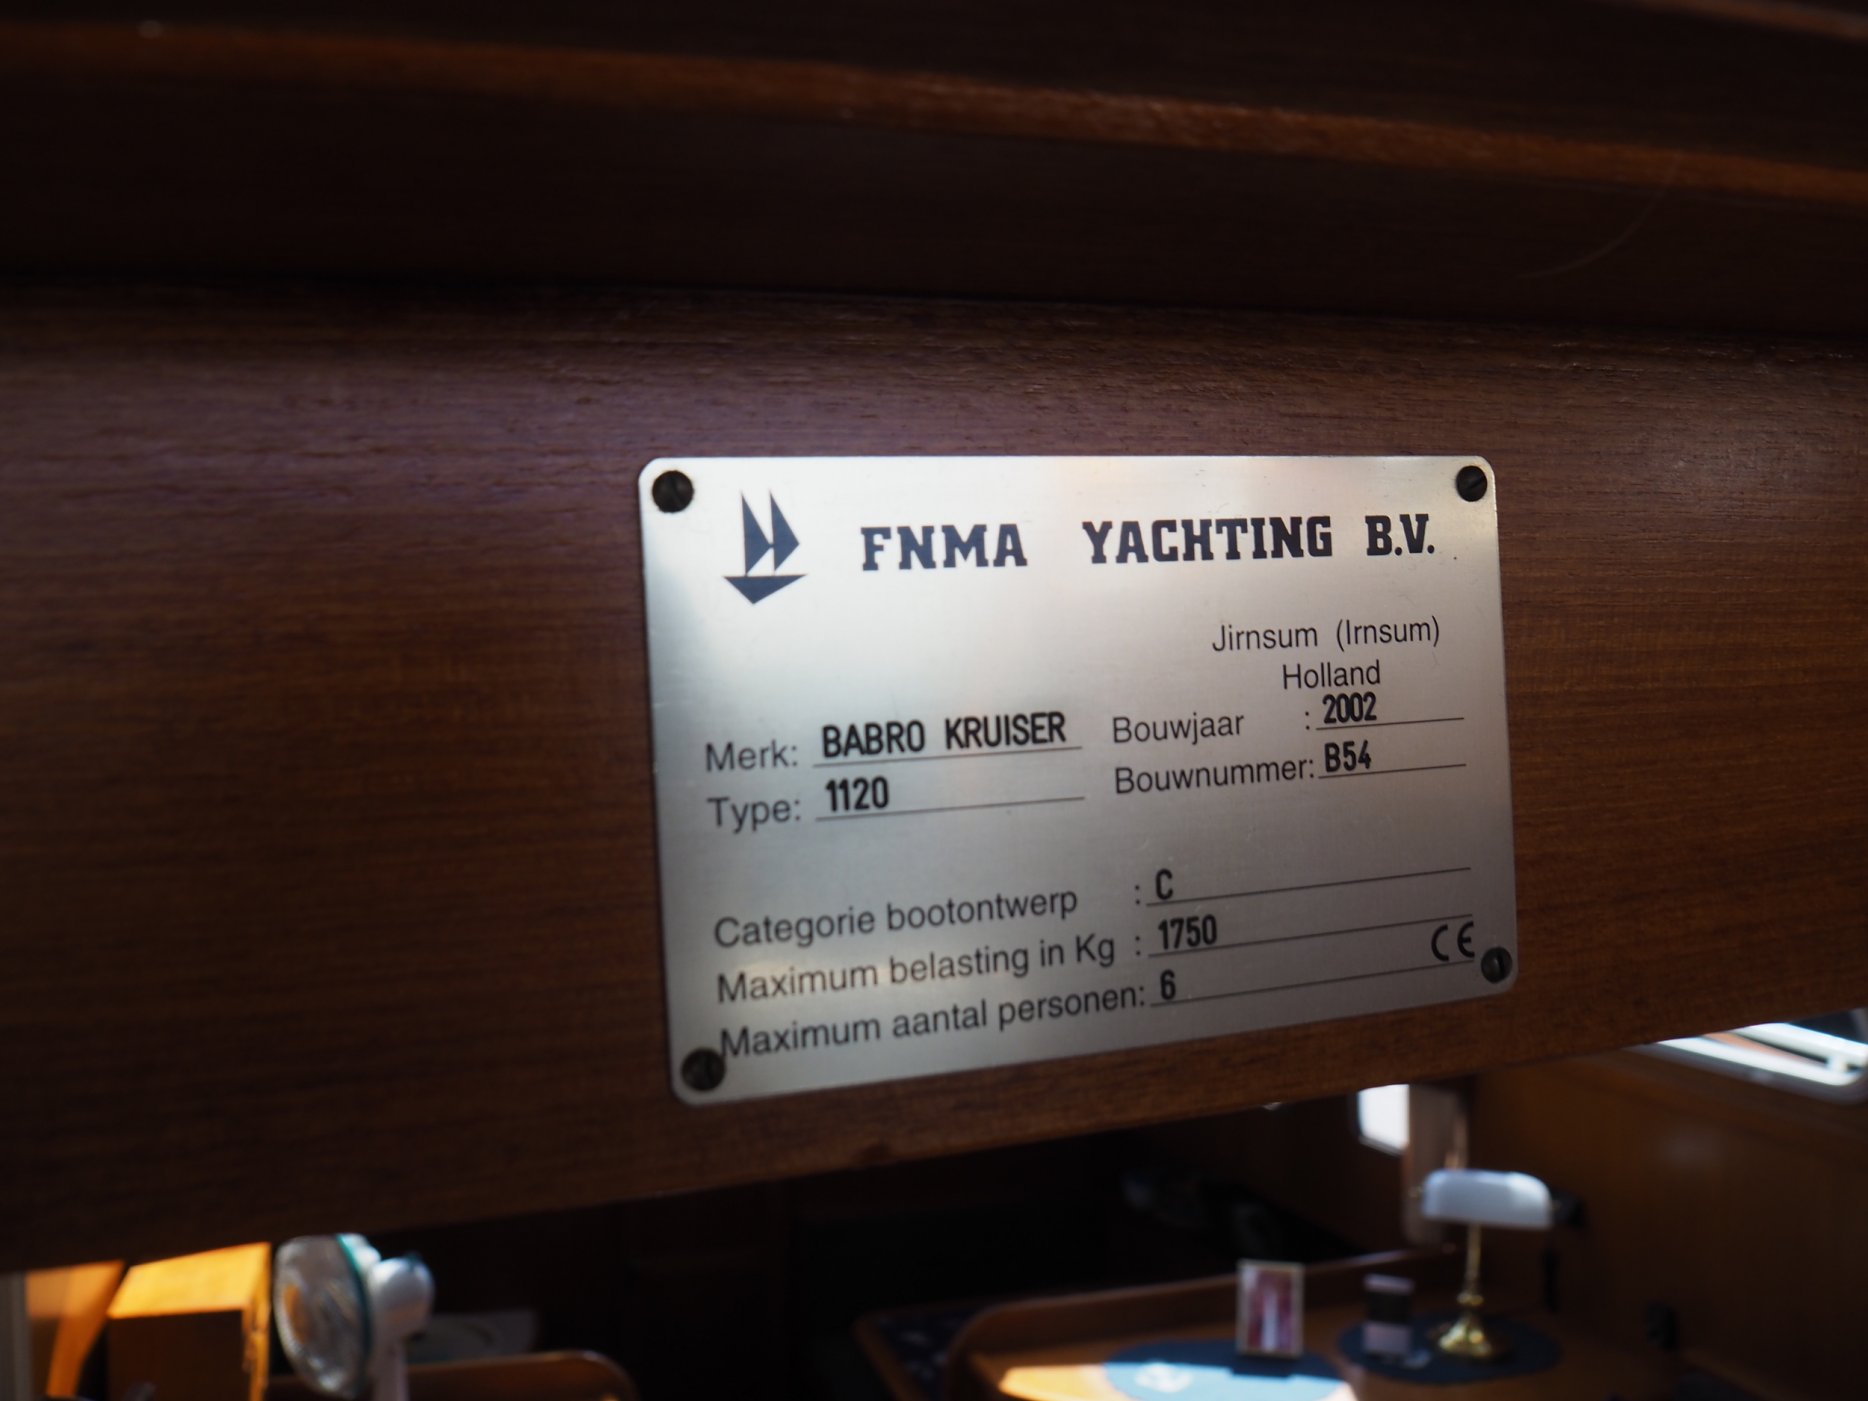 FNMA YACHTING B.V.
Jirnsum (Irnsum)
Holland
Merk: BABRO KRUISER
Type: 1120
Bouwjaar : 2002
Bouwnummer: B54
Categorie bootontwerp : C
Maximum belasting in Kg : 1750
Maximum aantal personen: 6
CE